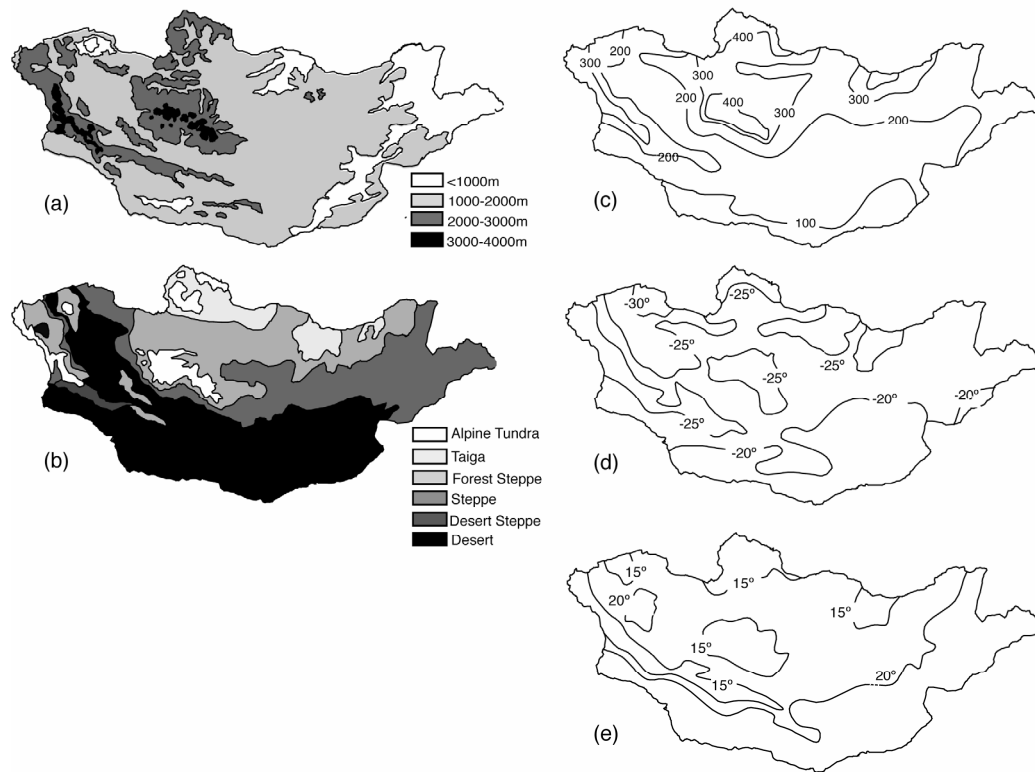 (a)
<1000m
1000-2000m
2000-3000m
3000-4000m
(b)
Alpine Tundra
Taiga
Forest Steppe
Steppe
Desert Steppe
Desert
400
200
300
300
200
400
300
300
200
200
100
(c)
-30º
-25º
-25º
-25º
-25º
-25º
-20º
-20º
-20º
(d)
15º
15º
20º
15º
15º
15º
20º
(e)